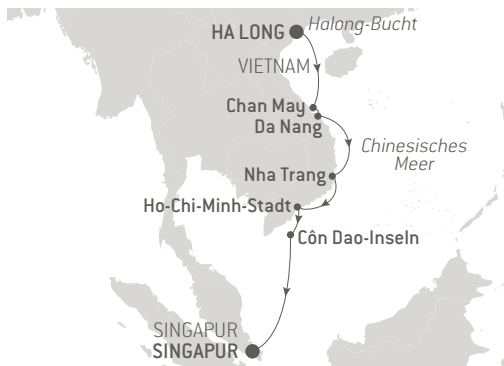 HA LONG
Halong-Bucht
VIETNAM
Chan May
Da Nang
Chinesisches
Meer
Nha Trang
Ho-Chi-Minh-Stadt
Côn Dao-Inseln
SINGAPUR
SINGAPUR